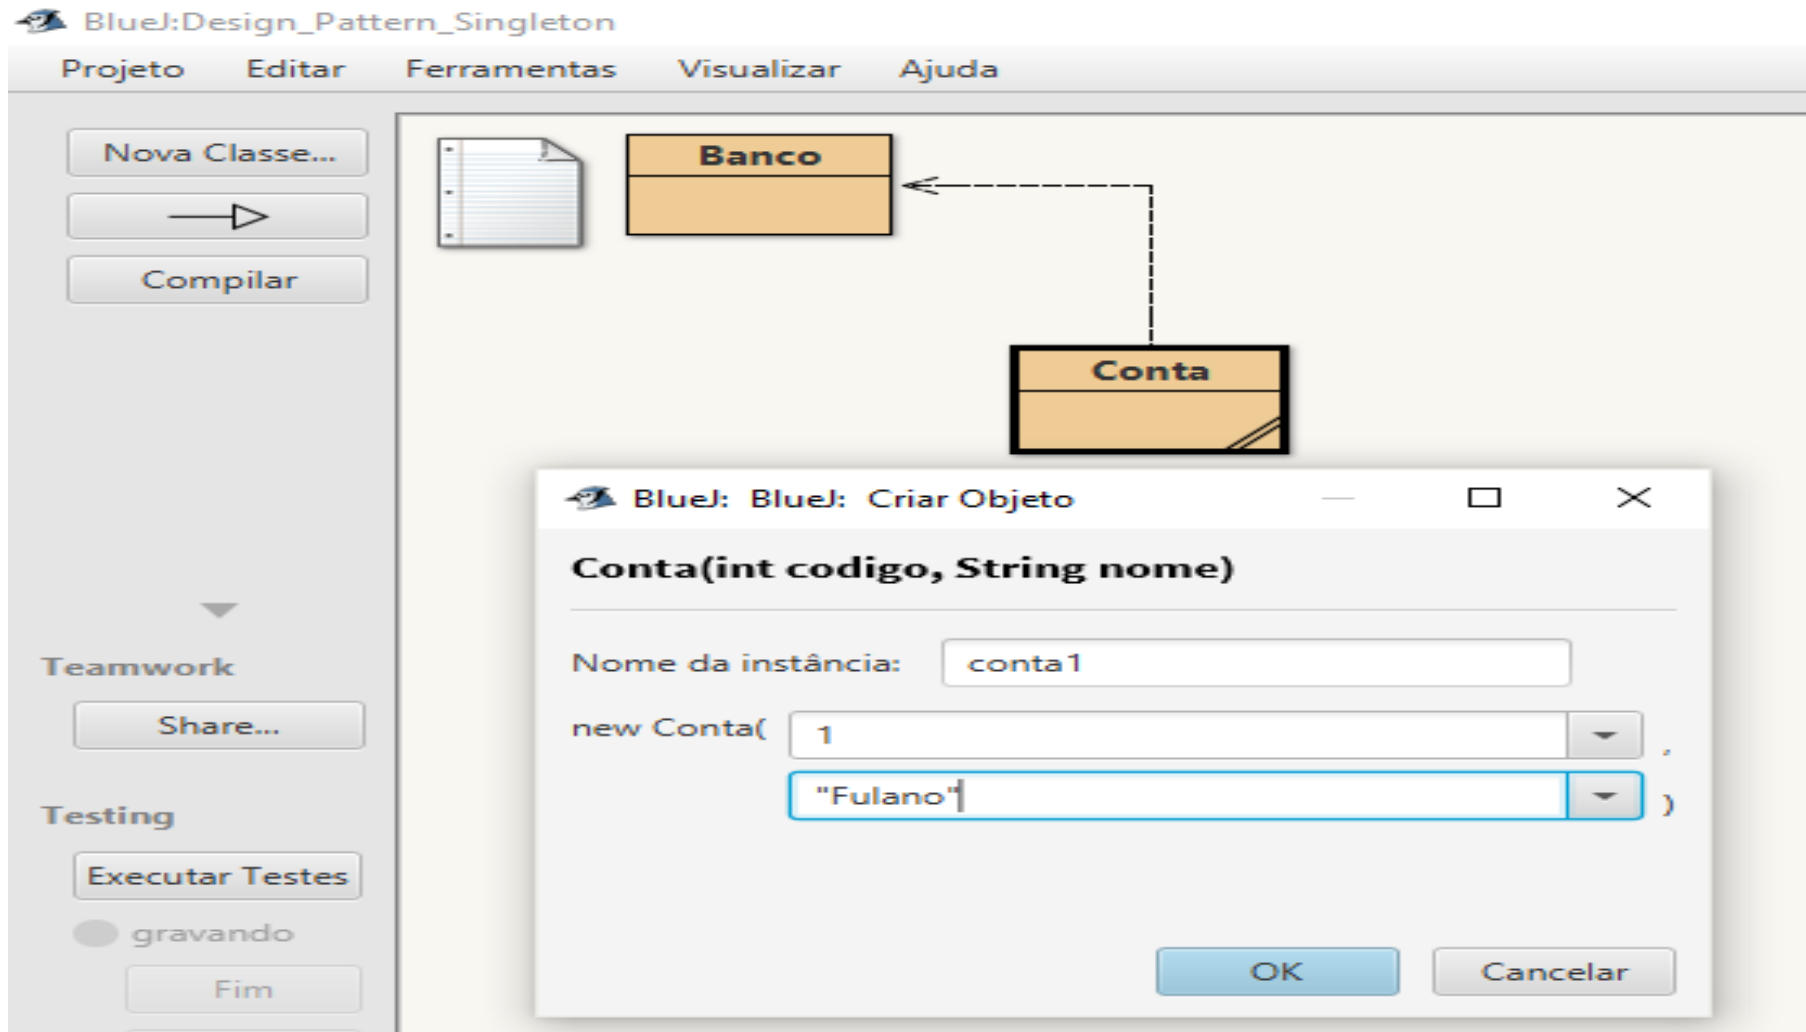 BlueJ:Design_Pattern_Singleton
Projeto Editar Ferramentas Visualizar Ajuda
Nova Classe...
Compilar
Banco
Conta
Teamwork
Share...
Testing
Executar Testes
gravando
Fim
BlueJ: BlueJ: Criar Objeto
Conta(int codigo, String nome)
Nome da instância: conta1
new Conta( 1 ,
"Fulano" )
OK Cancelar